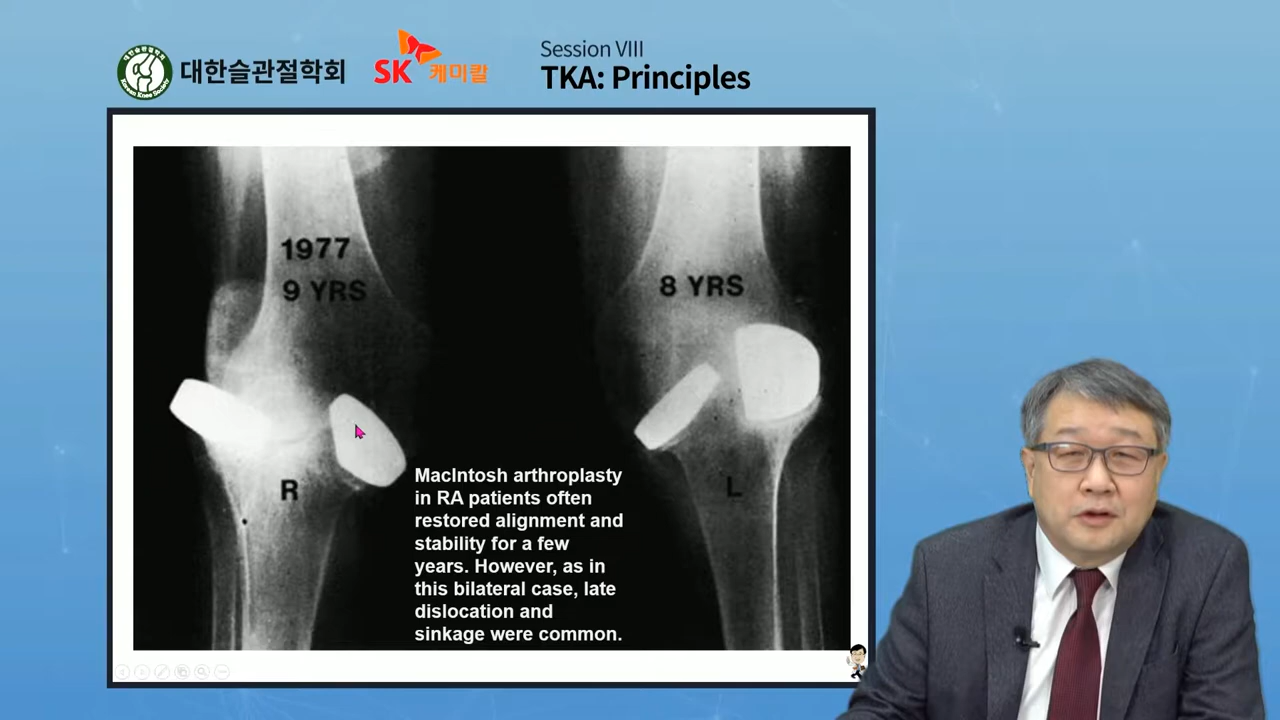 대한슬관절학회
SK 케미칼
Session VIII
TKA: Principles
1977
9 YRS
8 YRS
R
L
MacIntosh arthroplasty
in RA patients often
restored alignment and
stability for a few
years. However, as in
this bilateral case, late
dislocation and
sinkage were common.